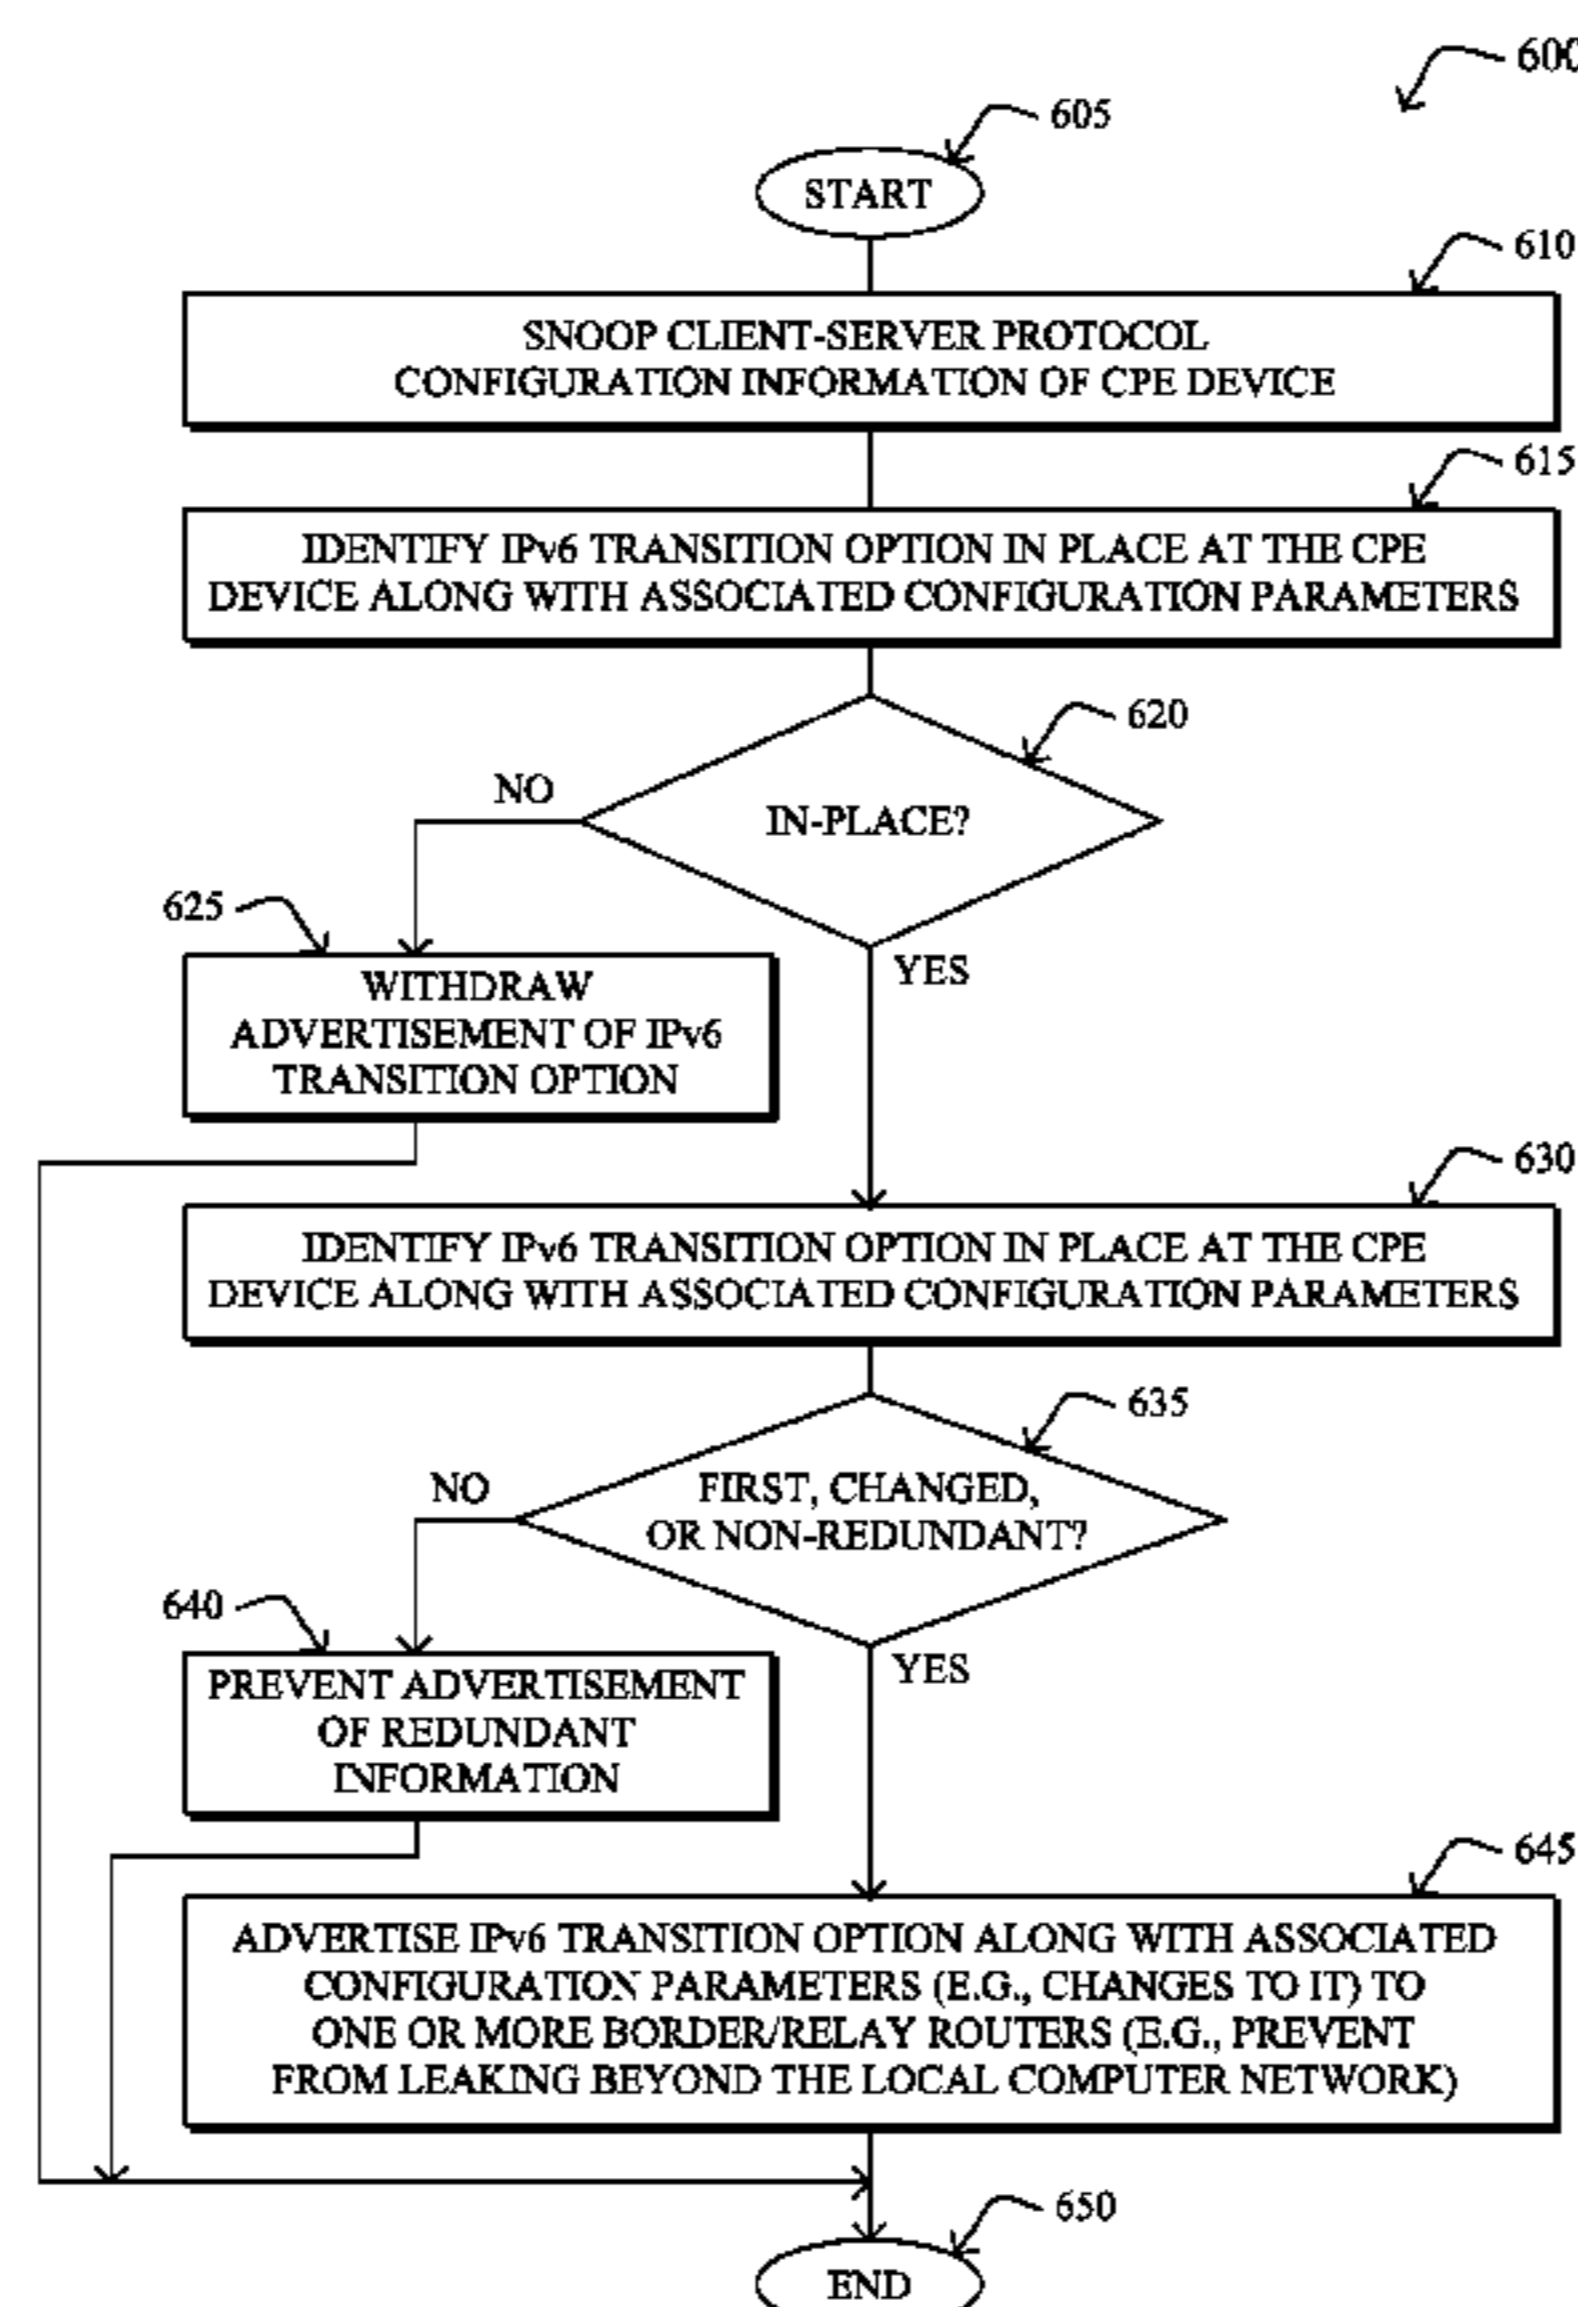 600
605
START
610
SNOOP CLIENT-SERVER PROTOCOL
CONFIGURATION INFORMATION OF CPE DEVICE
615
IDENTIFY IPv6 TRANSITION OPTION IN PLACE AT THE CPE
DEVICE ALONG WITH ASSOCIATED CONFIGURATION PARAMETERS
620
IN-PLACE?
NO
YES
625
WITHDRAW
ADVERTISEMENT OF IPv6
TRANSITION OPTION
630
IDENTIFY IPv6 TRANSITION OPTION IN PLACE AT THE CPE
DEVICE ALONG WITH ASSOCIATED CONFIGURATION PARAMETERS
635
FIRST, CHANGED,
OR NON-REDUNDANT?
NO
YES
640
PREVENT ADVERTISEMENT
OF REDUNDANT
INFORMATION
645
ADVERTISE IPv6 TRANSITION OPTION ALONG WITH ASSOCIATED
CONFIGURATION PARAMETERS (E.G., CHANGES TO IT) TO
ONE OR MORE BORDER/RELAY ROUTERS (E.G., PREVENT
FROM LEAKING BEYOND THE LOCAL COMPUTER NETWORK)
650
END